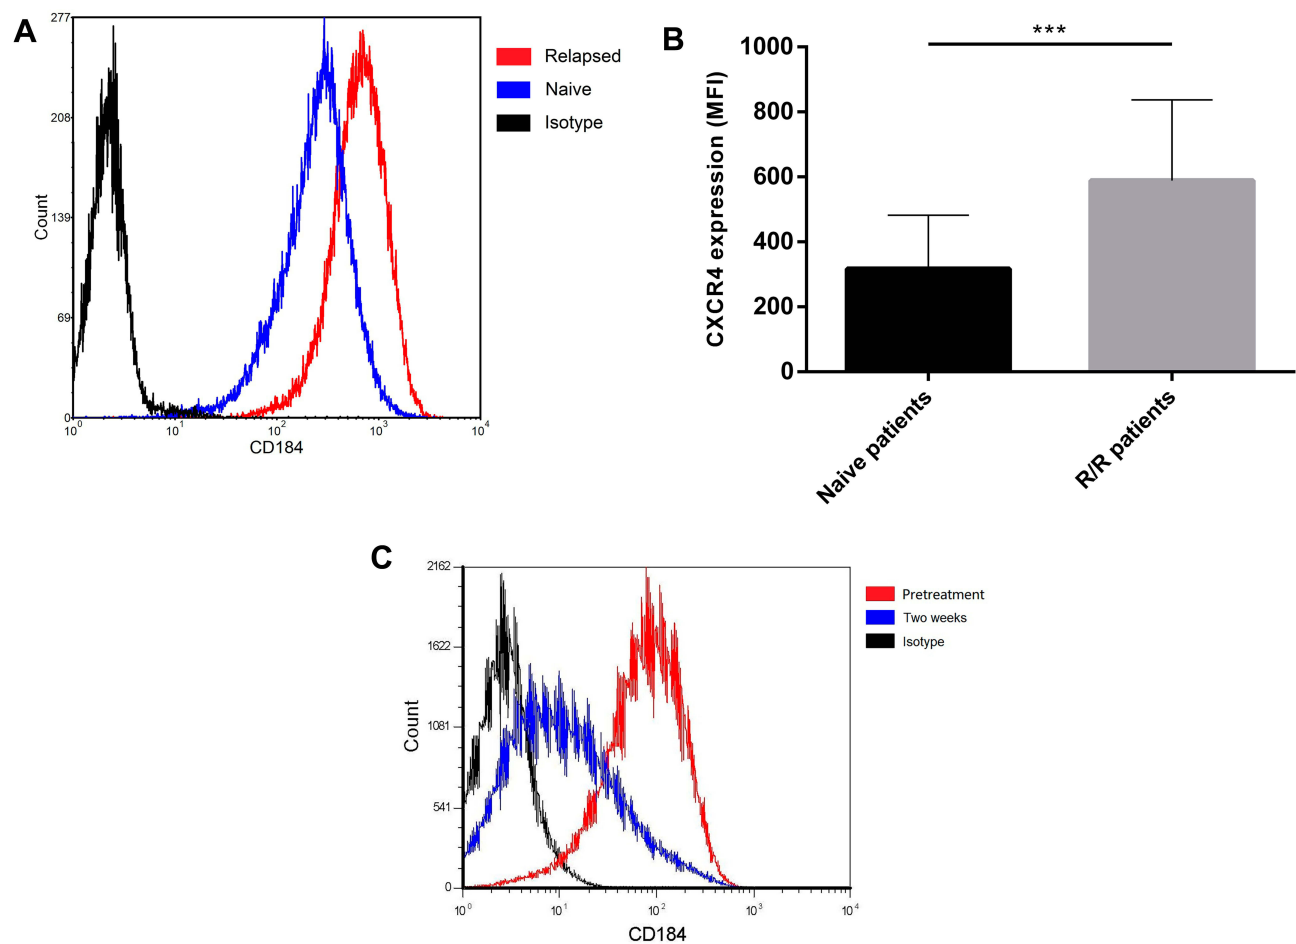 A
277
208
139
69
0
Count
10^0 10^1 10^2 10^3 10^4
CD184
Relapsed
Naive
Isotype
B
***
1000
800
600
400
200
0
CXCR4 expression (MFI)
Naive patients
R/R patients
C
2162
1622
1081
541
0
Count
10^0 10^1 10^2 10^3 10^4
CD184
Pretreatment
Two weeks
Isotype